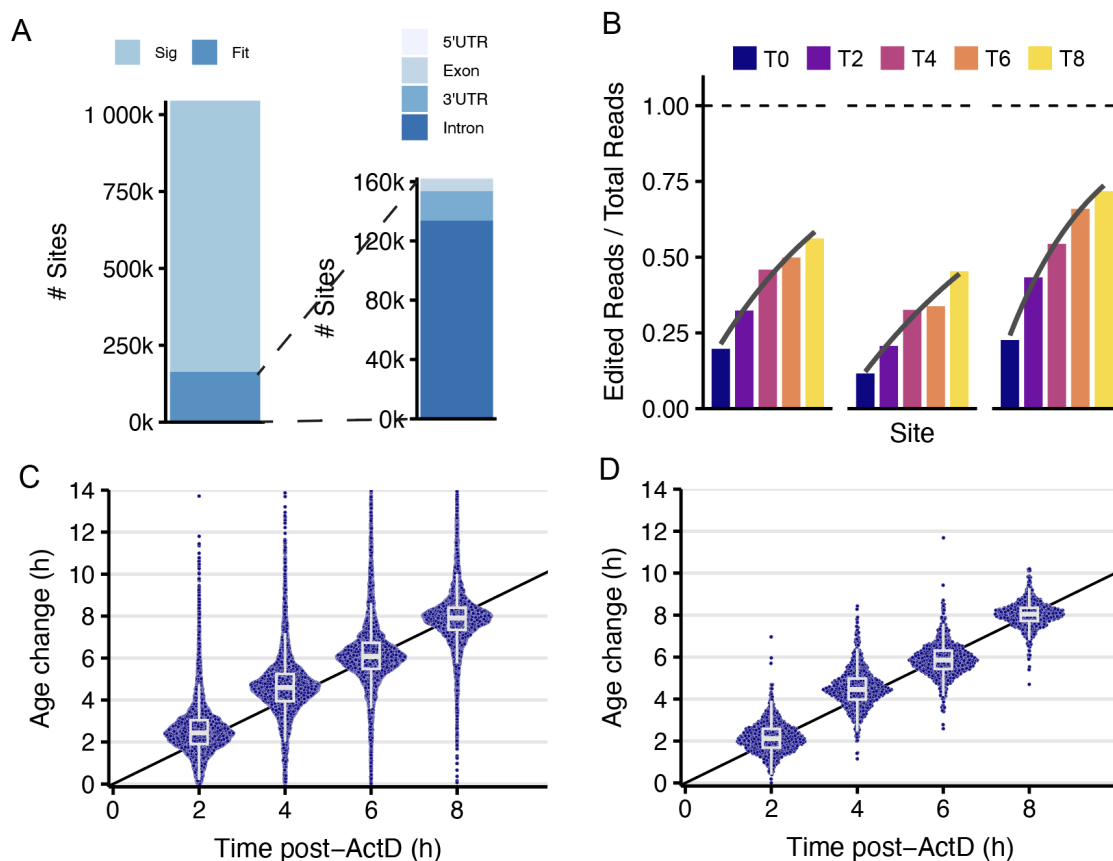 A
Sig Fit
5'UTR
Exon
3'UTR
Intron
# Sites
1 000k
750k
500k
250k
0k
# Sites
160k
120k
80k
40k
0k
B
T0 T2 T4 T6 T8
Edited Reads / Total Reads
1.00
0.75
0.50
0.25
0.00
Site
C
Age change (h)
14
12
10
8
6
4
2
0
0 2 4 6 8
Time post−ActD (h)
D
Age change (h)
14
12
10
8
6
4
2
0
0 2 4 6 8
Time post−ActD (h)